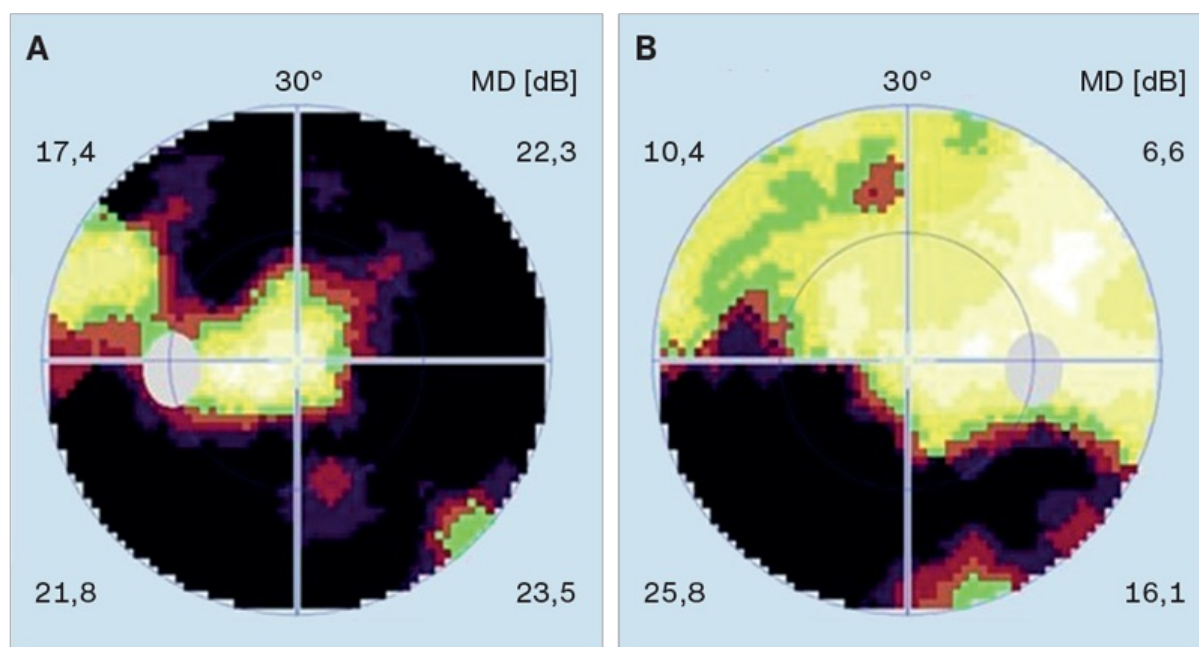 A
30°
MD [dB]
17,4
22,3
21,8
23,5
B
30°
MD [dB]
10,4
6,6
25,8
16,1